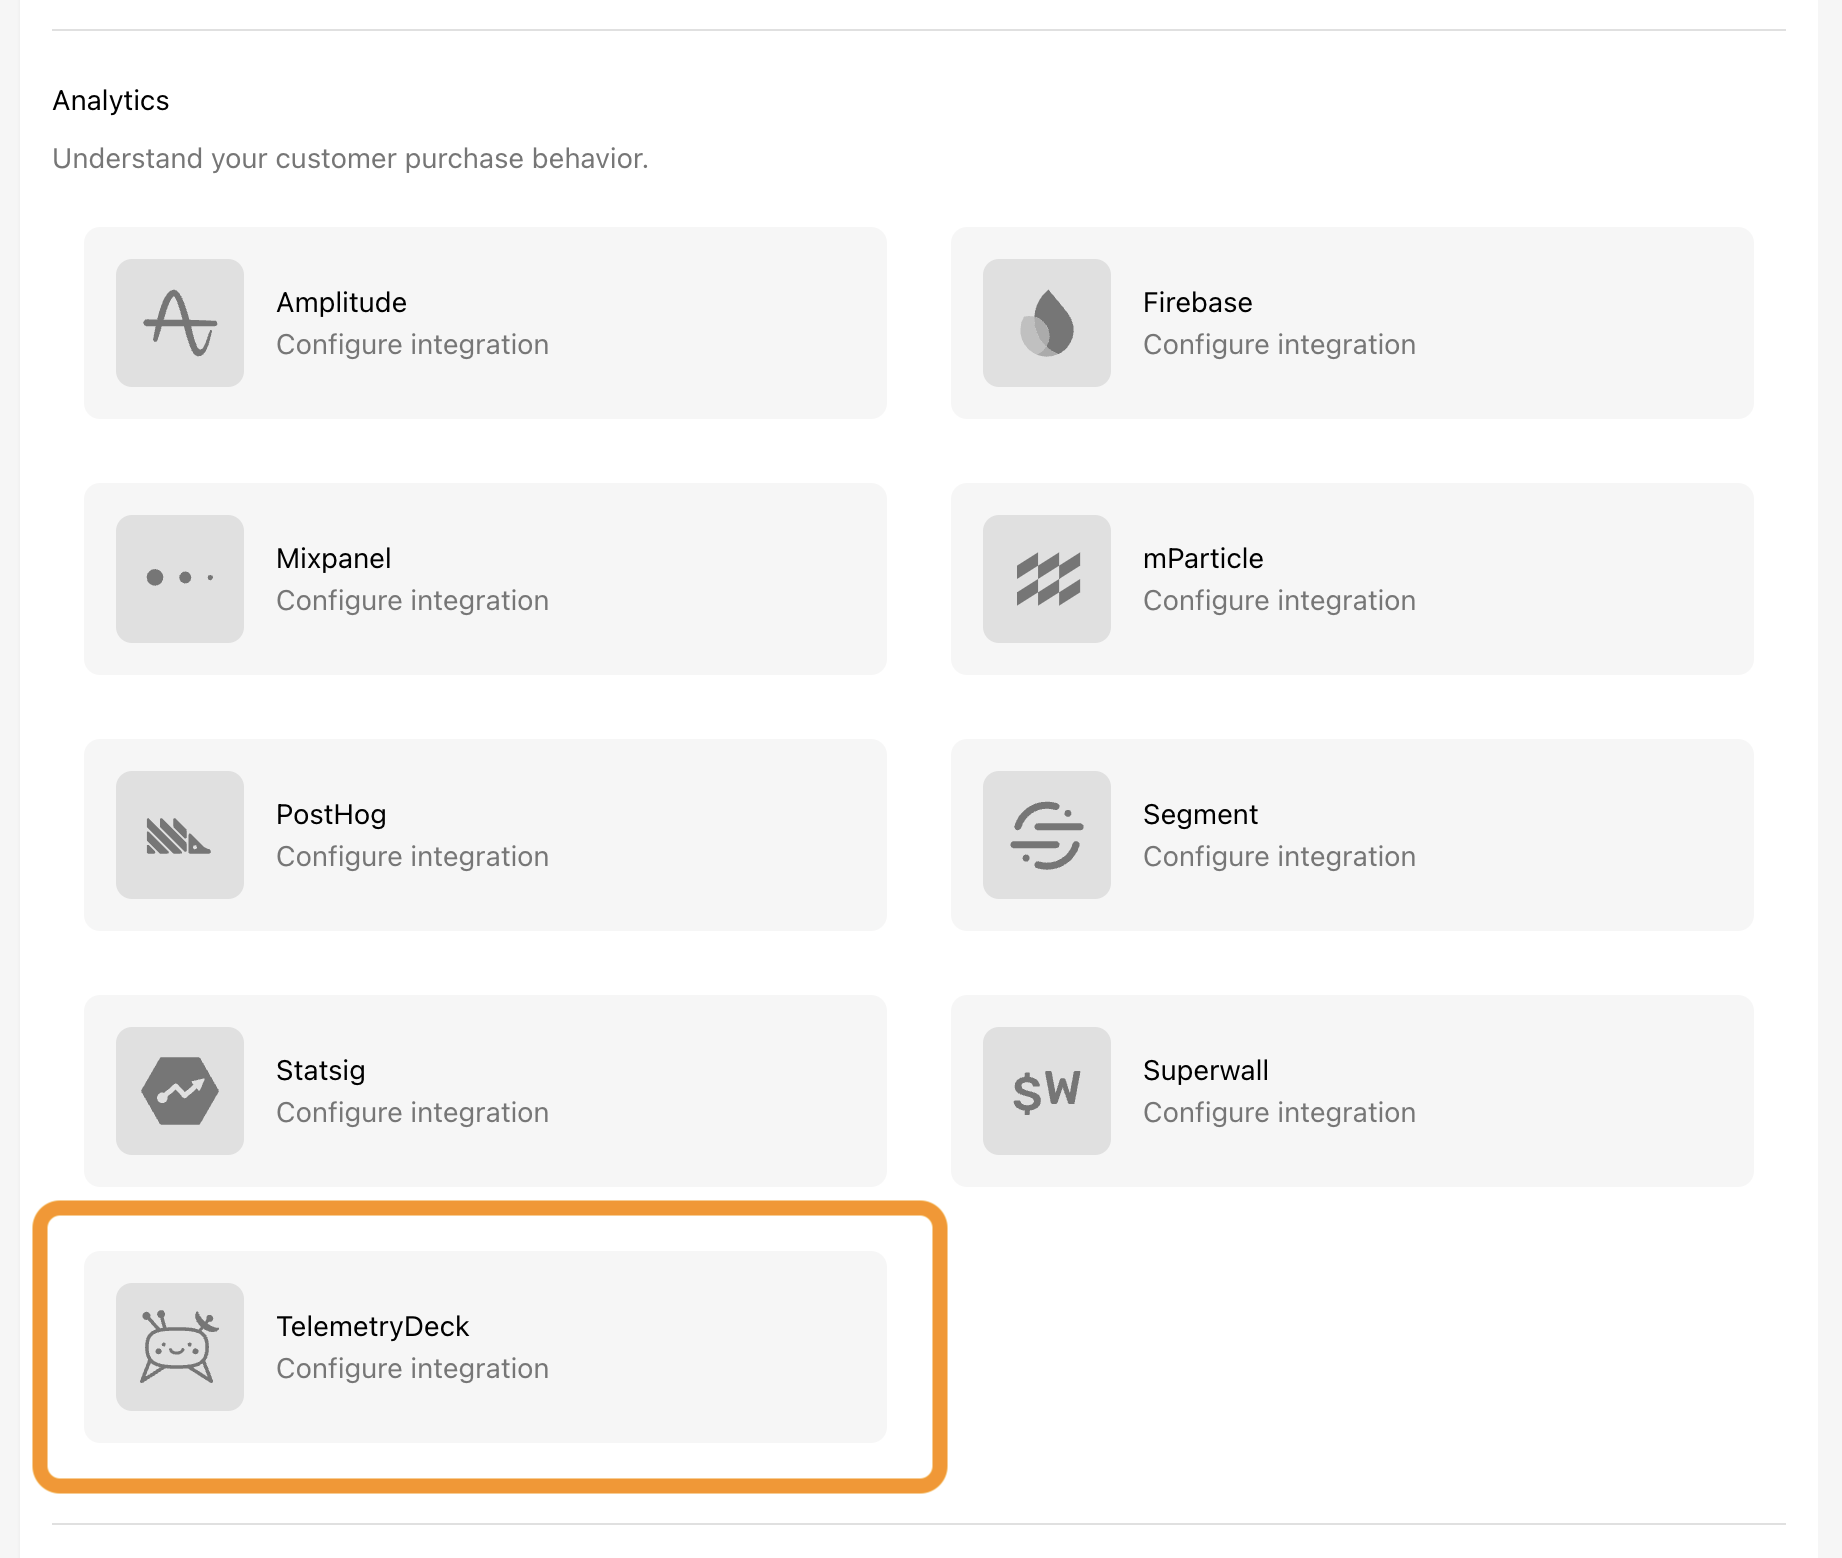 Analytics
Understand your customer purchase behavior.
Amplitude
Configure integration
Firebase
Configure integration
Mixpanel
Configure integration
mParticle
Configure integration
PostHog
Configure integration
Segment
Configure integration
Statsig
Configure integration
$W
Superwall
Configure integration
TelemetryDeck
Configure integration